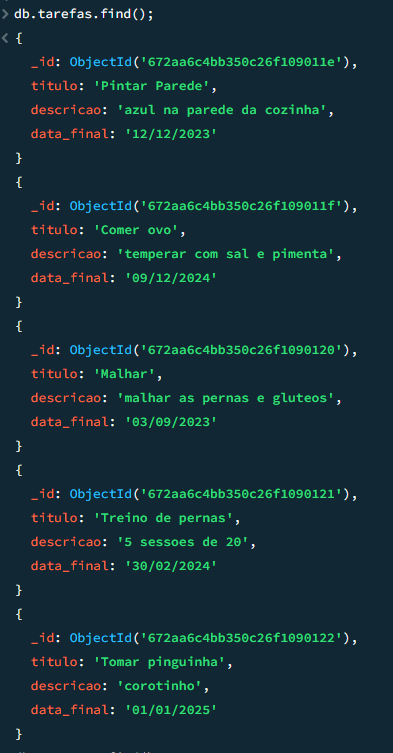 > db.tarefas.find();
< {
_id: ObjectId('672aa6c4bb350c26f109011e'),
titulo: 'Pintar Parede',
descricao: 'azul na parede da cozinha',
data_final: '12/12/2023'
}
{
_id: ObjectId('672aa6c4bb350c26f109011f'),
titulo: 'Comer ovo',
descricao: 'temperar com sal e pimenta',
data_final: '09/12/2024'
}
{
_id: ObjectId('672aa6c4bb350c26f1090120'),
titulo: 'Malhar',
descricao: 'malhar as pernas e gluteos',
data_final: '03/09/2023'
}
{
_id: ObjectId('672aa6c4bb350c26f1090121'),
titulo: 'Treino de pernas',
descricao: '5 sessoes de 20',
data_final: '30/02/2024'
}
{
_id: ObjectId('672aa6c4bb350c26f1090122'),
titulo: 'Tomar pinguinha',
descricao: 'corotinho',
data_final: '01/01/2025'
}